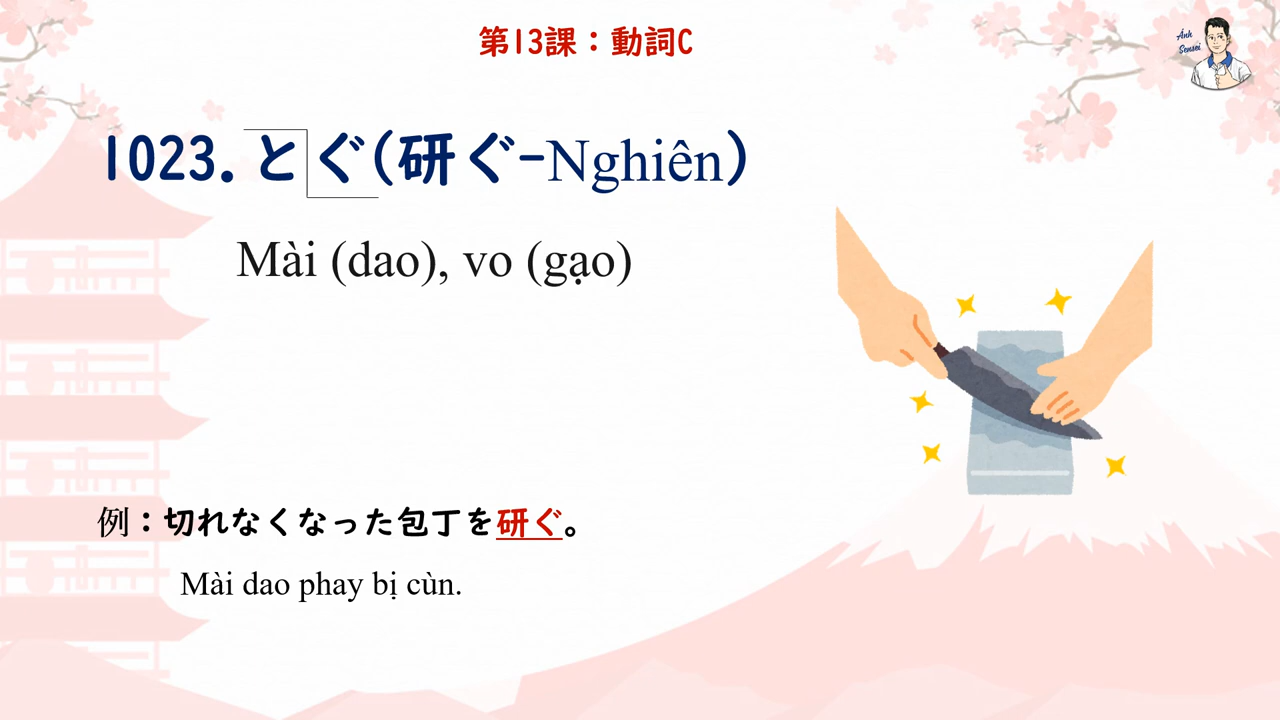 第13課：動詞C
Ánh
Sensei
1023. とぐ(研ぐ-Nghiên)
Mài (dao), vo (gạo)
例：切れなくなった包丁を研ぐ。
Mài dao phay bị cùn.